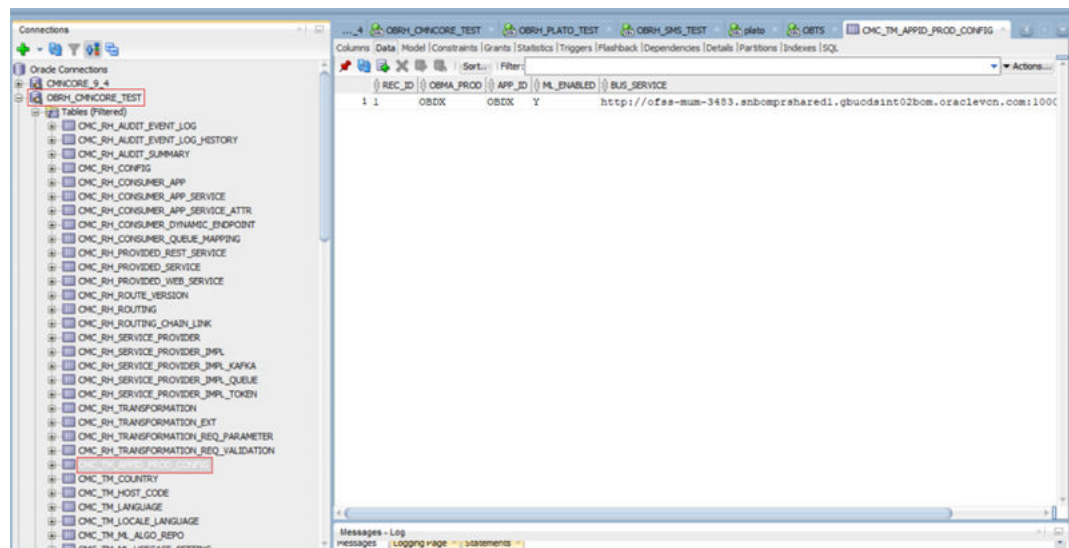 Connections
Oracle Connections
CMNCORE_9_4
OBRH_CMNCORE_TEST
Tables (Filtered)
CMC_RH_AUDIT_EVENT_LOG
CMC_RH_AUDIT_EVENT_LOG_HISTORY
CMC_RH_AUDIT_SUMMARY
CMC_RH_CONFIG
CMC_RH_CONSUMER_APP
CMC_RH_CONSUMER_APP_SERVICE
CMC_RH_CONSUMER_APP_SERVICE_ATTR
CMC_RH_CONSUMER_DYNAMIC_ENDPOINT
CMC_RH_CONSUMER_QUEUE_MAPPING
CMC_RH_PROVIDED_REST_SERVICE
CMC_RH_PROVIDED_SERVICE
CMC_RH_PROVIDED_WEB_SERVICE
CMC_RH_ROUTE_VERSION
CMC_RH_ROUTING
CMC_RH_ROUTING_CHAIN_LINK
CMC_RH_SERVICE_PROVIDER
CMC_RH_SERVICE_PROVIDER_IMPL
CMC_RH_SERVICE_PROVIDER_IMPL_KAFKA
CMC_RH_SERVICE_PROVIDER_IMPL_QUEUE
CMC_RH_SERVICE_PROVIDER_IMPL_TOKEN
CMC_RH_TRANSFORMATION
CMC_RH_TRANSFORMATION_EXT
CMC_RH_TRANSFORMATION_REQ_PARAMETER
CMC_RH_TRANSFORMATION_REQ_VALIDATION
CMC_TM_APPID_PROD_CONFIG
CMC_TM_COUNTRY
CMC_TM_HOST_CODE
CMC_TM_LANGUAGE
CMC_TM_LOCALE_LANGUAGE
CMC_TM_ML_ALGO_REPO
..._4 OBRH_CMNCORE_TEST OBRH_PLATO_TEST OBRH_SMS_TEST plato OBTS CMC_TM_APPID_PROD_CONFIG
Columns Data Model |Constraints |Grants |Statistics |Triggers |Flashback |Dependencies |Details |Partitions |Indexes |SQL
Sort... Filter: Actions...
REC_ID OBMA_PROD APP_ID ML_ENABLED BUS_SERVICE
1 1 OBDX OBDX Y http://ofss-mum-3483.snbomprshared1.gbucdsint02bom.oraclevcn.com:1000
Messages - Log
Messages Logging Page Statements